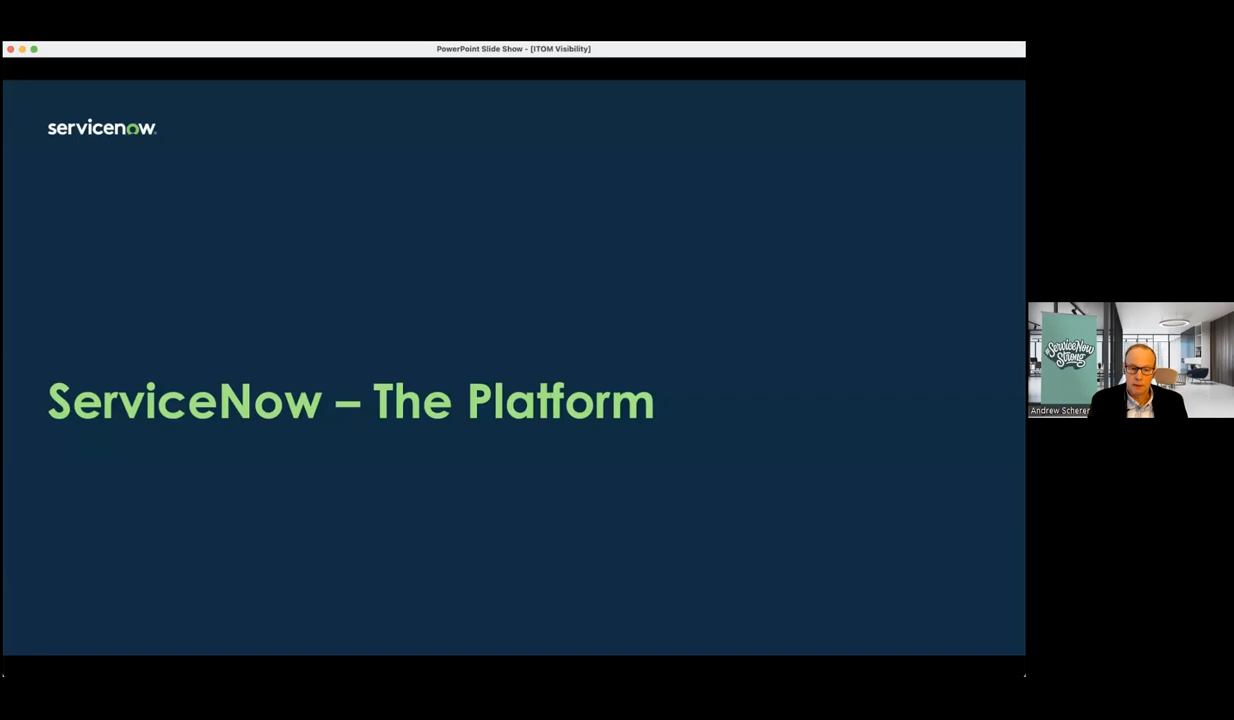 PowerPoint Slide Show - [ITOM Visibility]
servicenow
ServiceNow – The Platform
#ServiceNow
Strong
Andrew Scherer